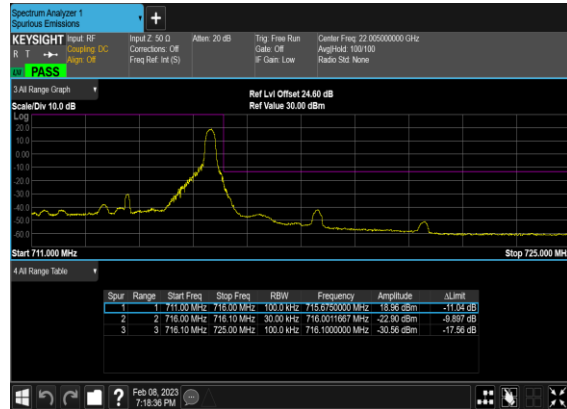 Spectrum Analyzer 1
Spurious Emissions
+
KEYSIGHT Input: RF Input Z: 50 Ω Atten: 20 dB Trig: Free Run Center Freq: 22.005000000 GHz
R T Coupling: DC Corrections: Off Gate: Off Avg|Hold: 100/100
Align: Off Freq Ref: Int (S) IF Gain: Low Radio Std: None
LW PASS
3 All Range Graph
Ref Lvl Offset 24.60 dB
Scale/Div 10.0 dB Ref Value 30.00 dBm
Log
20.0
10.0
0.00
-10.0
-20.0
-30.0
-40.0
-50.0
-60.0
Start 711.000 MHz Stop 725.000 MH
4 All Range Table
Spur Range Start Freq Stop Freq RBW Frequency Amplitude ΔLimit
1 1 711.00 MHz 716.00 MHz 100.0 kHz 715.6750000 MHz 18.96 dBm -11.04 dB
2 2 716.00 MHz 716.10 MHz 30.00 kHz 716.0011667 MHz -22.90 dBm -9.897 dB
3 3 716.10 MHz 725.00 MHz 100.0 kHz 716.1000000 MHz -30.56 dBm -17.56 dB
? Feb 08, 2023
7:18:36 PM